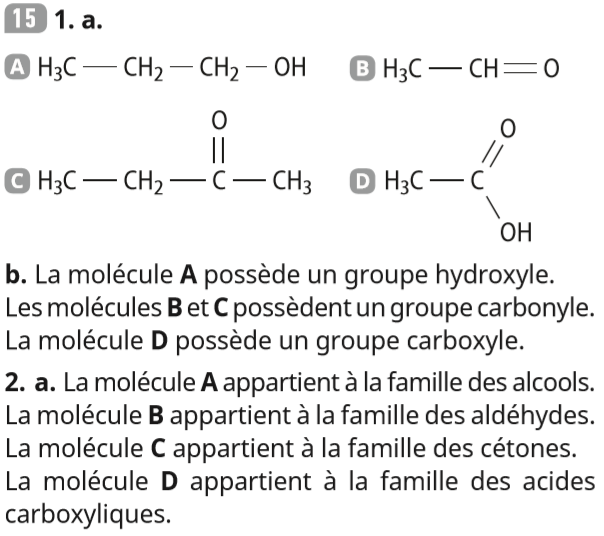 15 1. a.
A H₃C — CH₂ — CH₂ — OH B H₃C — CH = O
O
||
C H₃C — CH₂ — C — CH₃ D H₃C — C
O
OH
b. La molécule A possède un groupe hydroxyle.
Les molécules B et C possèdent un groupe carbonyle.
La molécule D possède un groupe carboxyle.
2. a. La molécule A appartient à la famille des alcools.
La molécule B appartient à la famille des aldéhydes.
La molécule C appartient à la famille des cétones.
La molécule D appartient à la famille des acides
carboxyliques.